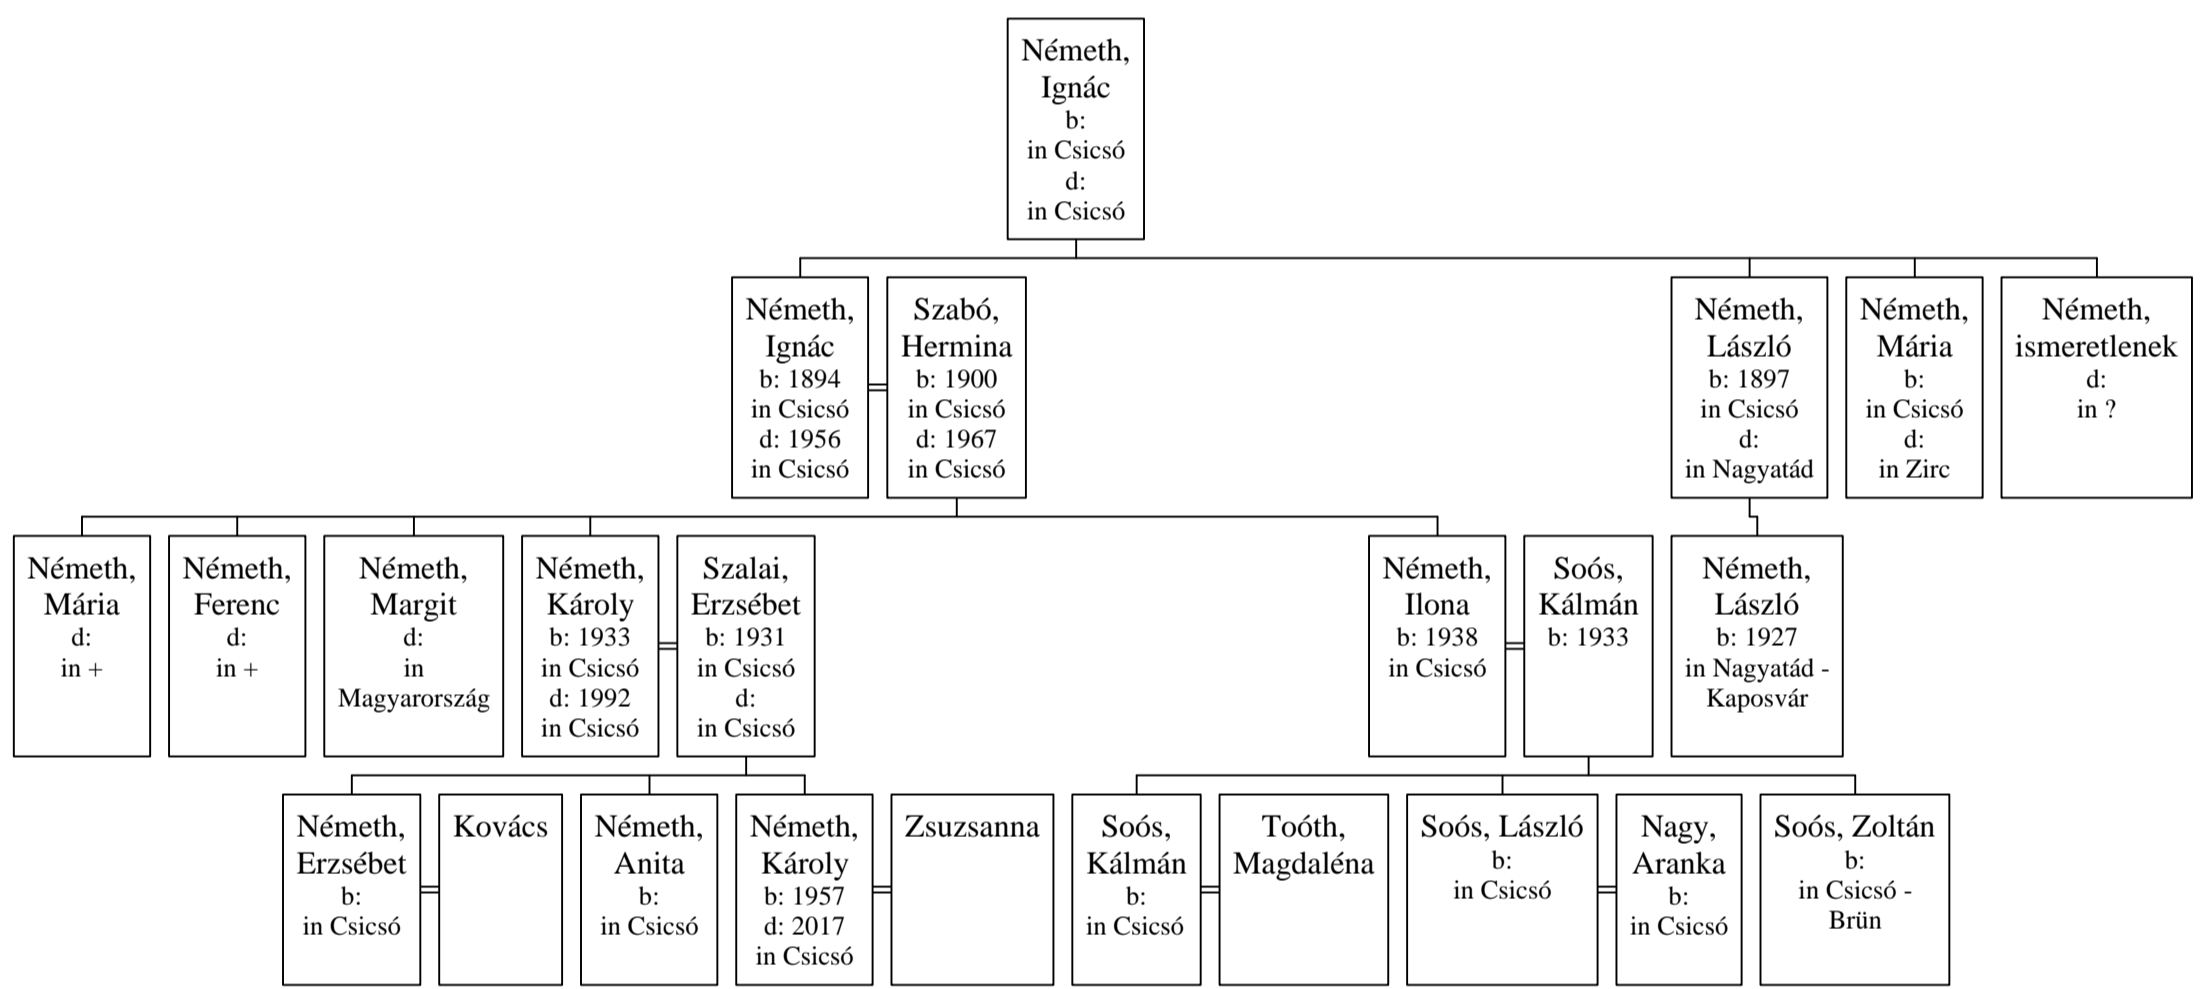 Németh,
Ignác
b:
in Csicsó
d:
in Csicsó
Németh,
Ignác
b: 1894
in Csicsó
d: 1956
in Csicsó
Szabó,
Hermina
b: 1900
in Csicsó
d: 1967
in Csicsó
Németh,
László
b: 1897
in Csicsó
d:
in Nagyatád
Németh,
Mária
b:
in Csicsó
d:
in Zirc
Németh,
ismeretlenek
d:
in ?
Németh,
Mária
d:
in +
Németh,
Ferenc
d:
in +
Németh,
Margit
d:
in
Magyarország
Németh,
Károly
b: 1933
in Csicsó
d: 1992
in Csicsó
Szalai,
Erzsébet
b: 1931
in Csicsó
d:
in Csicsó
Németh,
Ilona
b: 1938
in Csicsó
Soós,
Kálmán
b: 1933
Németh,
László
b: 1927
in Nagyatád -
Kaposvár
Németh,
Erzsébet
b:
in Csicsó
Kovács
Németh,
Anita
b:
in Csicsó
Németh,
Károly
b: 1957
d: 2017
in Csicsó
Zsuzsanna
Soós,
Kálmán
b:
in Csicsó
Toóth,
Magdaléna
Soós, László
b:
in Csicsó
Nagy,
Aranka
b:
in Csicsó
Soós, Zoltán
b:
in Csicsó -
Brün